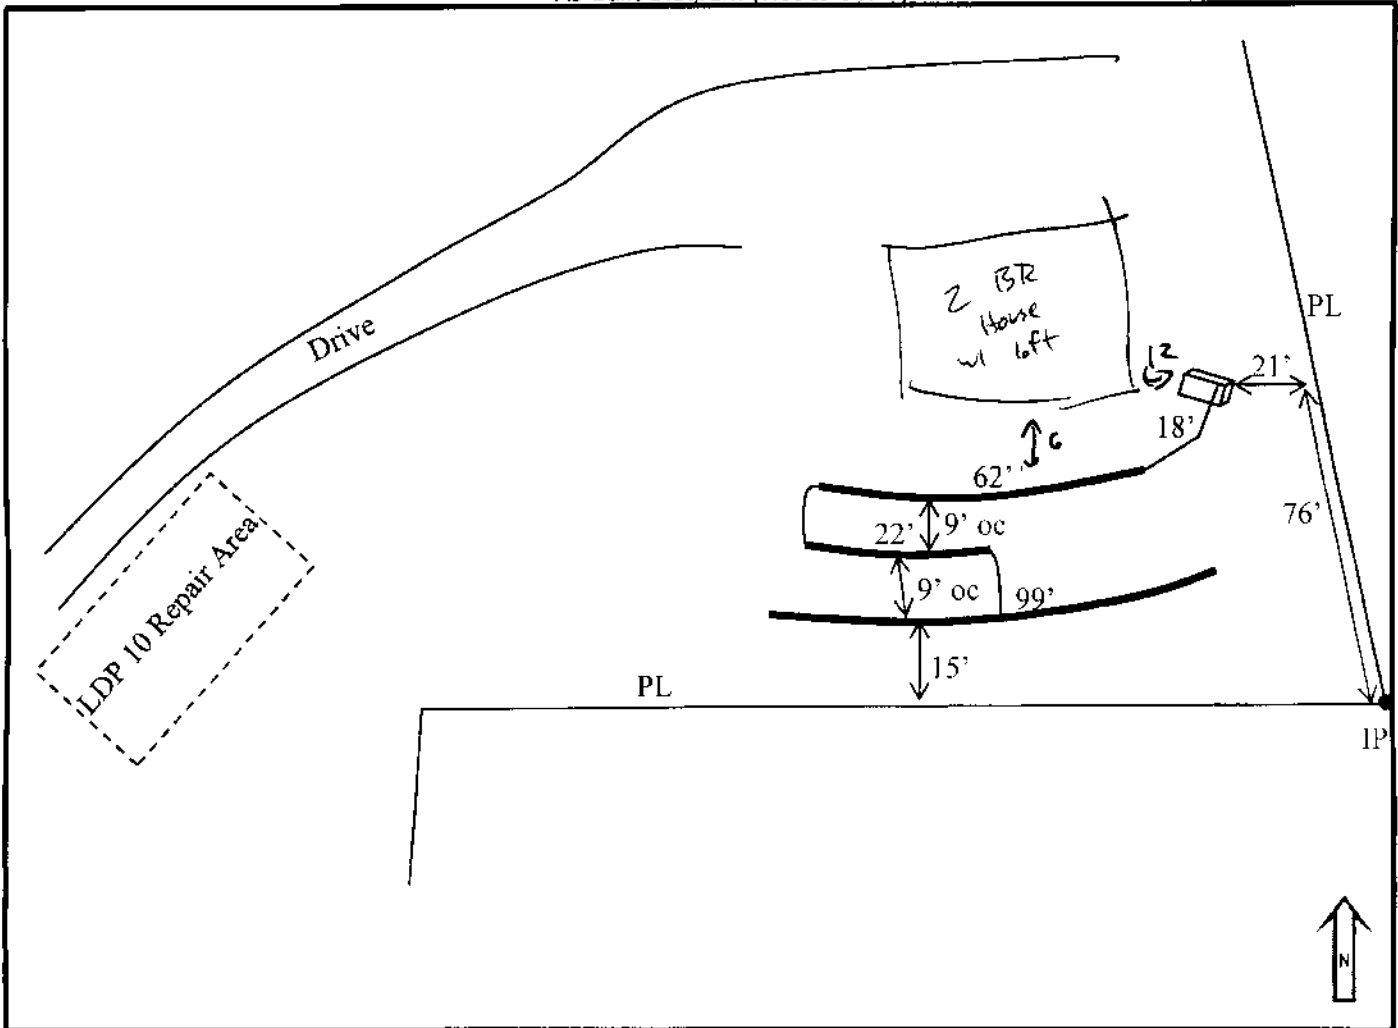 2 BR
House
w/ loft
PL
Drive
12
21'
18'
6
62'
76'
22'
9' oc
LDP 10 Repair Area
9' oc
99'
15'
PL
IP
N